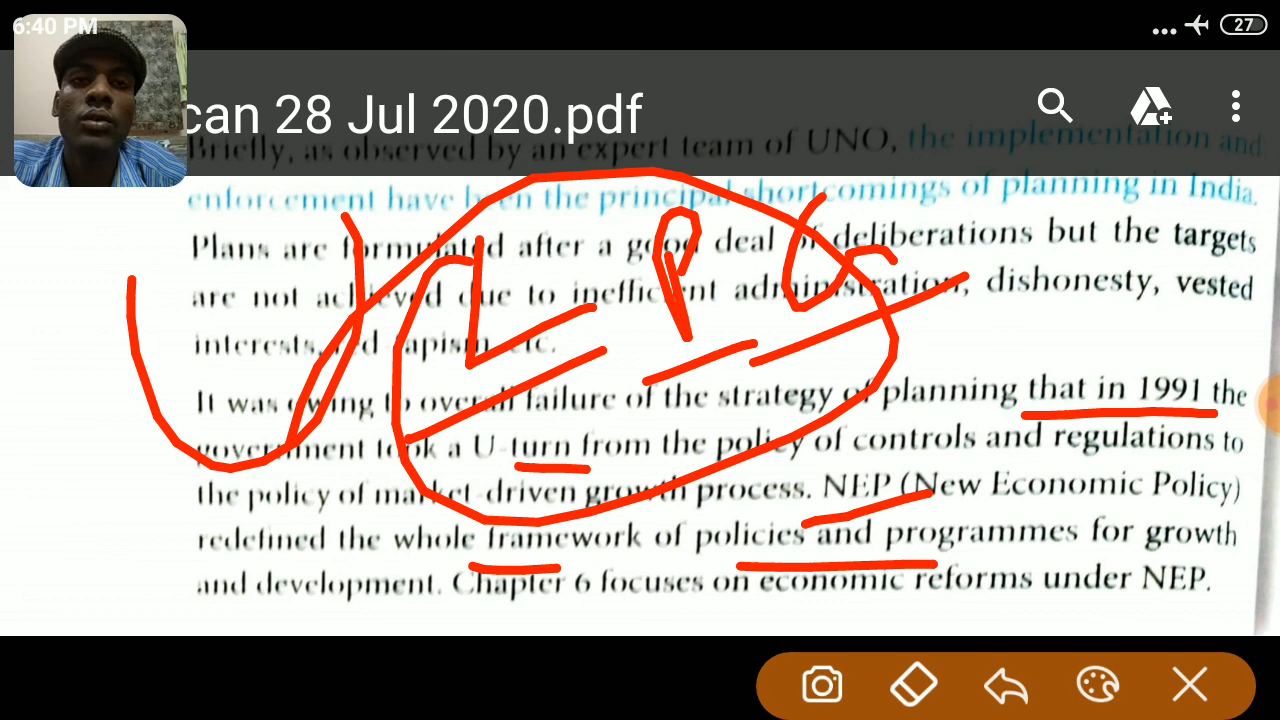 6:40 PM
27
can 28 Jul 2020.pdf
Briefly, as observed by an expert team of UNO, the implementation and
enforcement have been the principal shortcomings of planning in India.
Plans are formulated after a good deal of deliberations but the targets
are not achieved due to inefficient administration, dishonesty, vested
interests, red tapism etc.
It was owing to overall failure of the strategy of planning that in 1991 the
government took a U-turn from the policy of controls and regulations to
the policy of market-driven growth process. NEP (New Economic Policy)
redefined the whole framework of policies and programmes for growth
and development. Chapter 6 focuses on economic reforms under NEP.
LPG